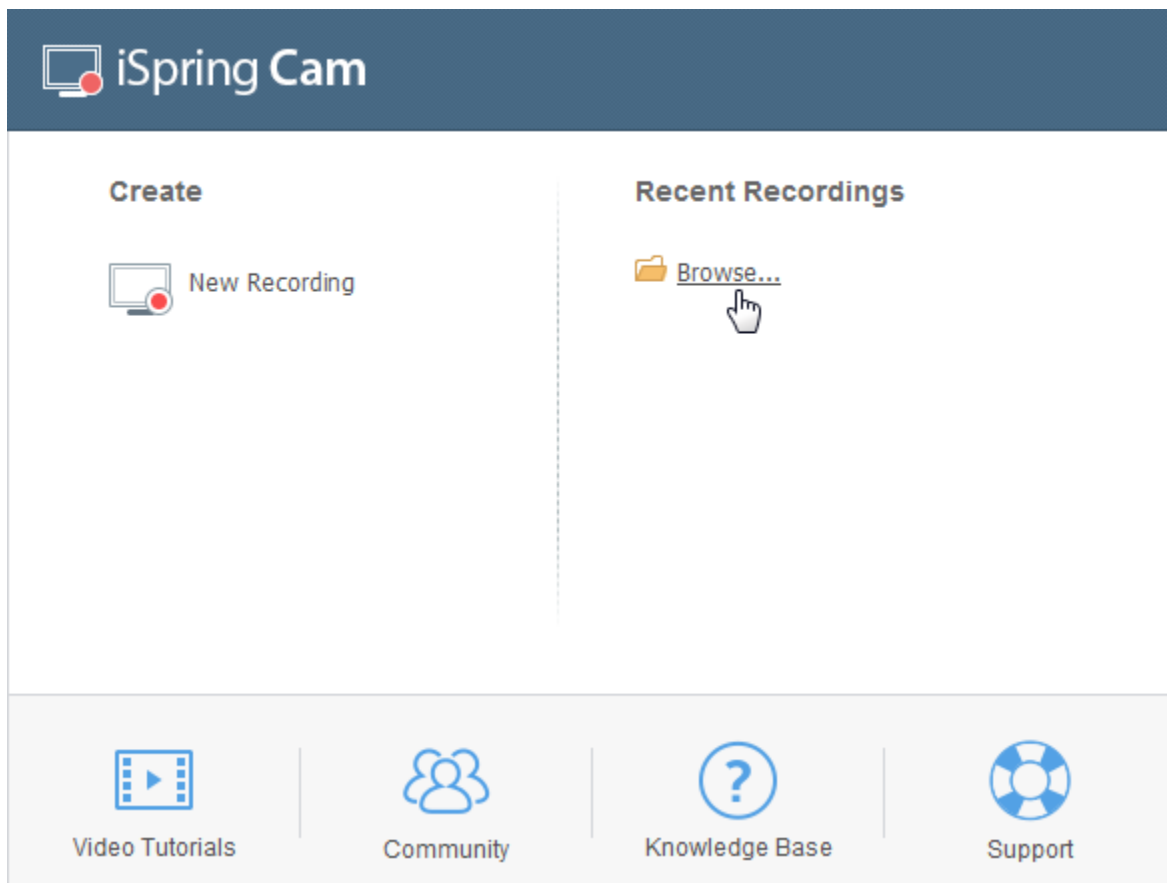 iSpring Cam
Create
New Recording
Recent Recordings
Browse...
Video Tutorials
Community
?
Knowledge Base
Support